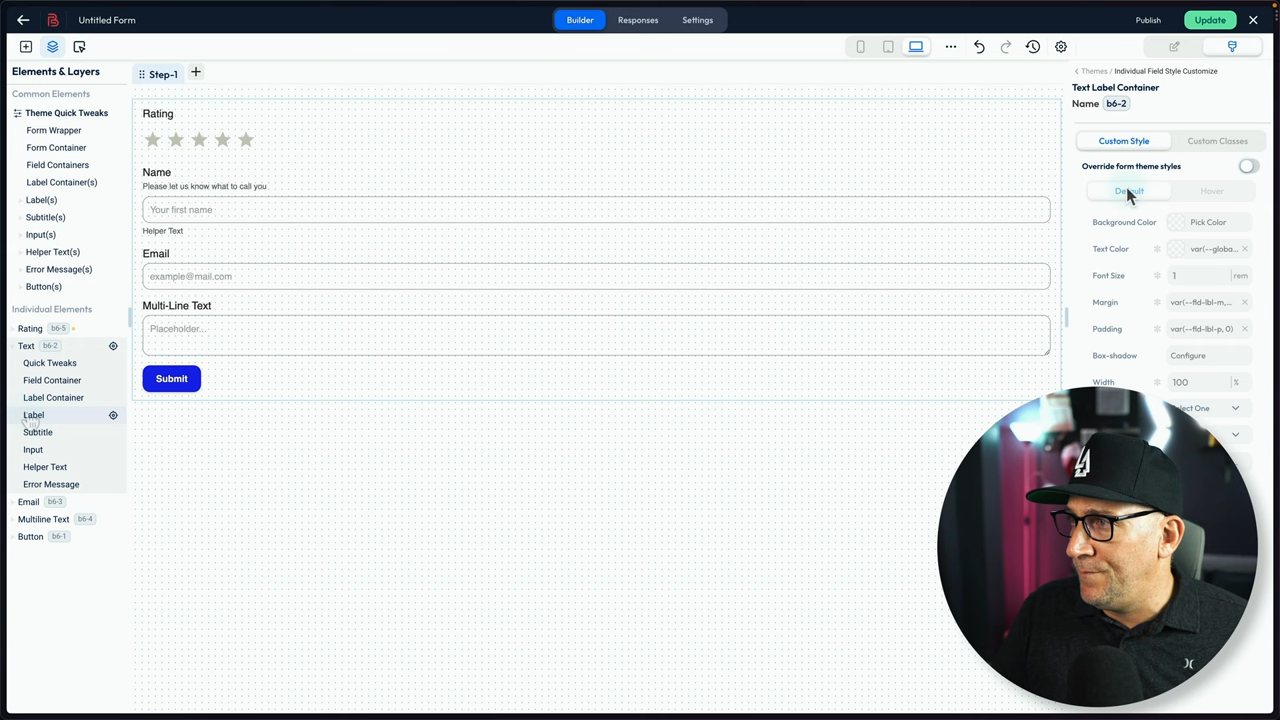 Untitled Form
Builder
Responses
Settings
Publish
Update
Elements & Layers
Common Elements
Theme Quick Tweaks
Form Wrapper
Form Container
Field Containers
Label Container(s)
Label(s)
Subtitle(s)
Input(s)
Helper Text(s)
Error Message(s)
Button(s)
Individual Elements
Rating b6-5
Text b6-2
Quick Tweaks
Field Container
Label Container
Label
Subtitle
Input
Helper Text
Error Message
Email b6-3
Multiline Text b6-4
Button b6-1
Step-1
Rating
Name
Please let us know what to call you
Your first name
Helper Text
Email
example@mail.com
Multi-Line Text
Placeholder...
Submit
Themes / Individual Field Style Customize
Text Label Container
Name b6-2
Custom Style
Custom Classes
Override form theme styles
Hover
Background Color
Pick Color
Text Color
var(--globa...
Font Size
1
rem
Margin
var(--fld-lbl-m,...
Padding
var(--fld-lbl-p, 0)
Box-shadow
Configure
Width
100
%